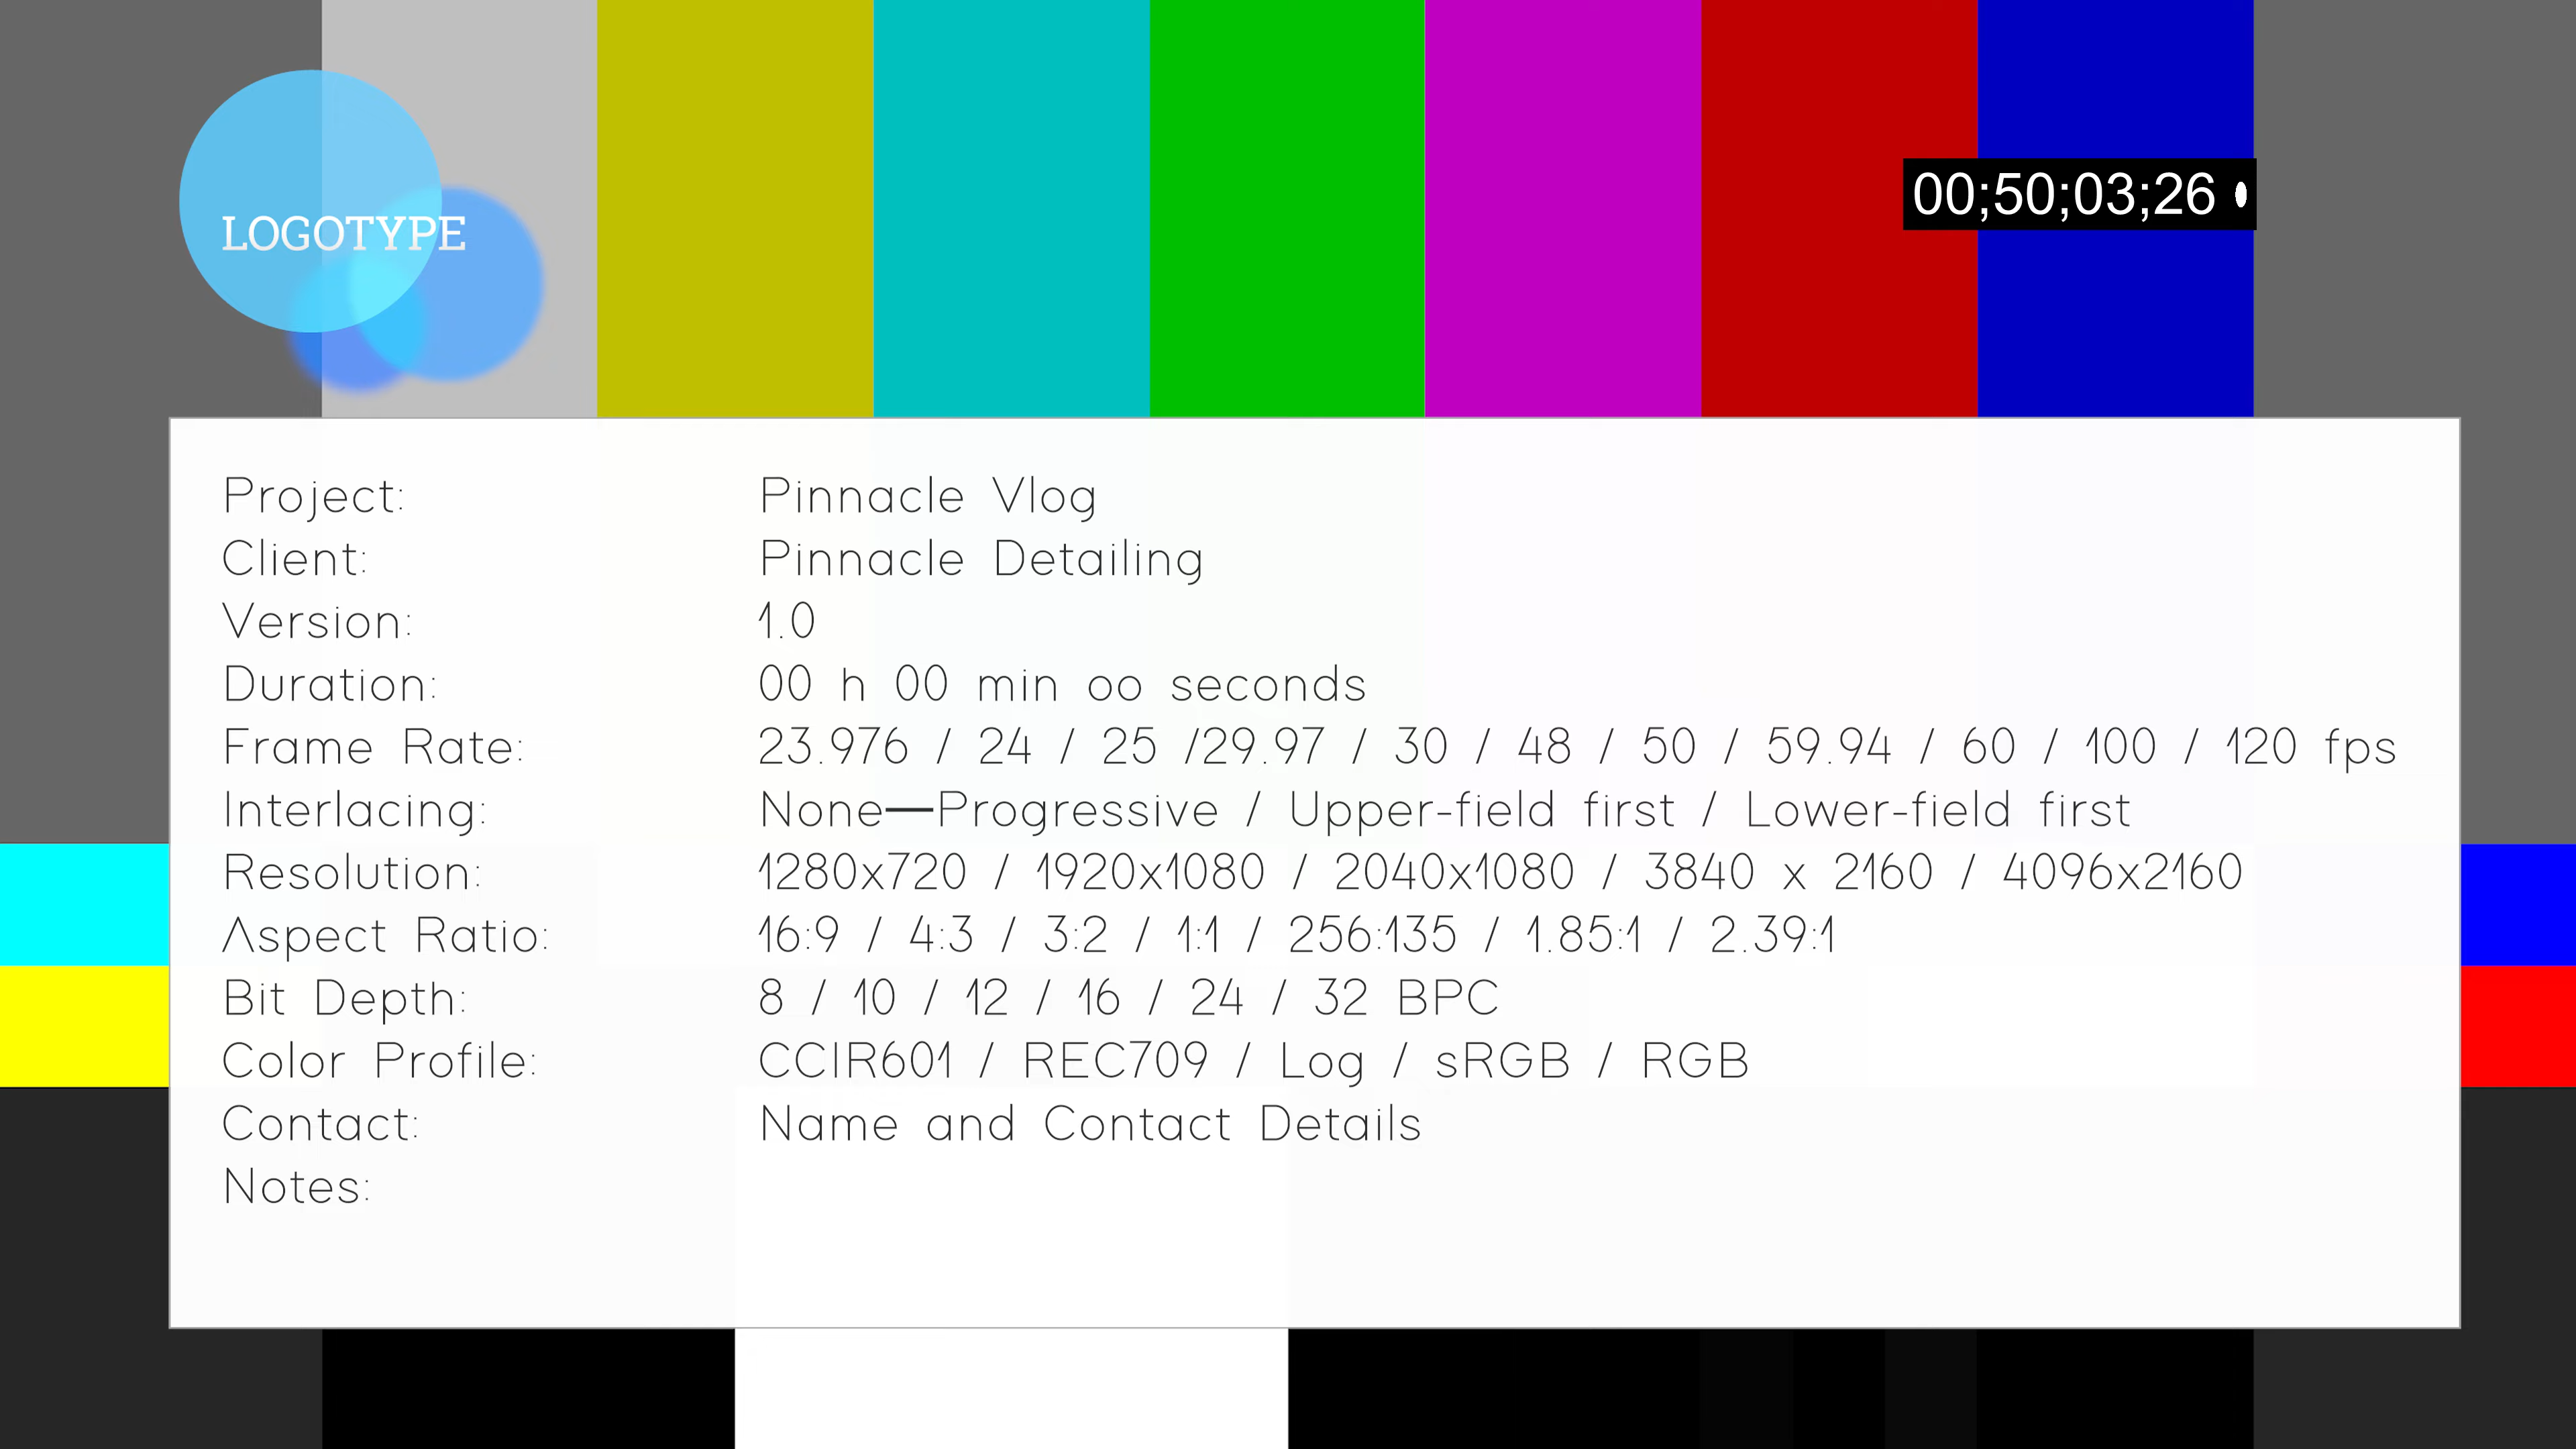 LOGOTYPE
00;50;03;26
Project: Pinnacle Vlog
Client: Pinnacle Detailing
Version: 1.0
Duration: 00 h 00 min oo seconds
Frame Rate: 23.976 / 24 / 25 /29.97 / 30 / 48 / 50 / 59.94 / 60 / 100 / 120 fps
Interlacing: None—Progressive / Upper-field first / Lower-field first
Resolution: 1280x720 / 1920x1080 / 2040x1080 / 3840 x 2160 / 4096x2160
Aspect Ratio: 16:9 / 4:3 / 3:2 / 1:1 / 256:135 / 1.85:1 / 2.39:1
Bit Depth: 8 / 10 / 12 / 16 / 24 / 32 BPC
Color Profile: CCIR601 / REC709 / Log / sRGB / RGB
Contact: Name and Contact Details
Notes: